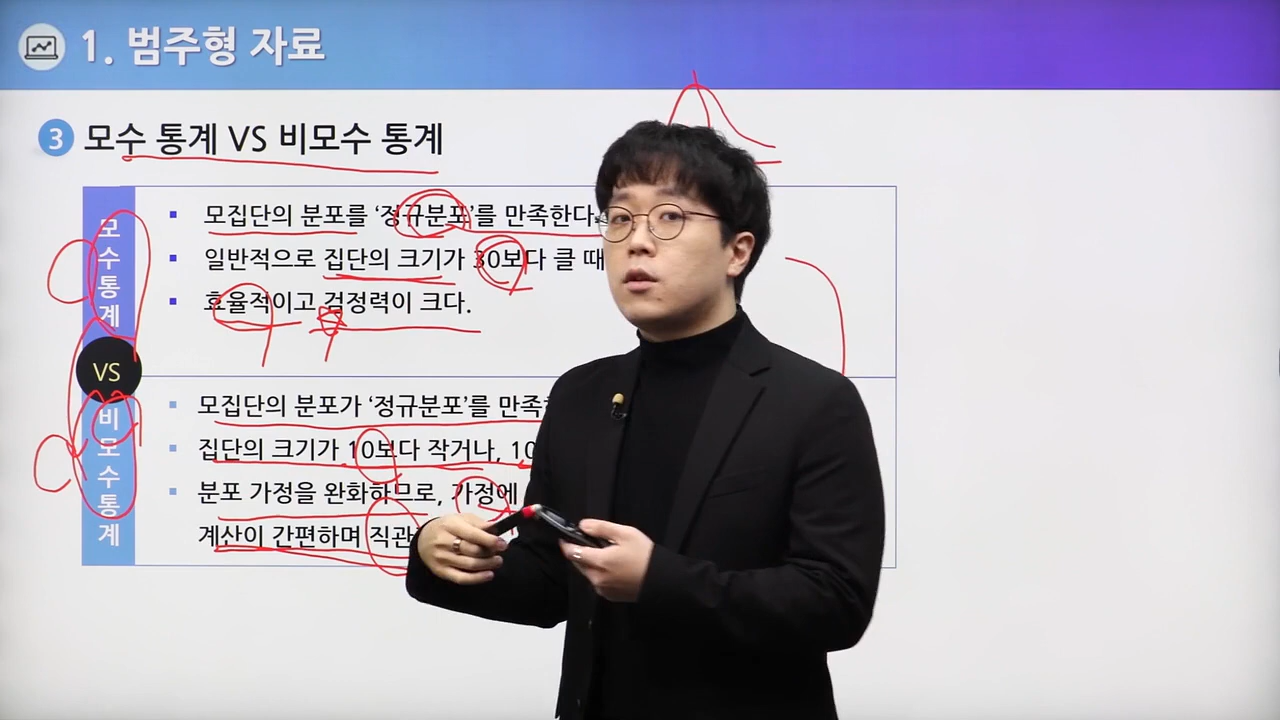 1. 범주형 자료
3 모수 통계 VS 비모수 통계
모수통계
모집단의 분포를 ‘정규분포’를 만족한다.
일반적으로 집단의 크기가 30보다 클 때
효율적이고 검정력이 크다.
VS
비모수통계
모집단의 분포가 ‘정규분포’를
집단의 크기가 10보다 작거나,
분포 가정을 완화하므로, 가정에
계산이 간편하며